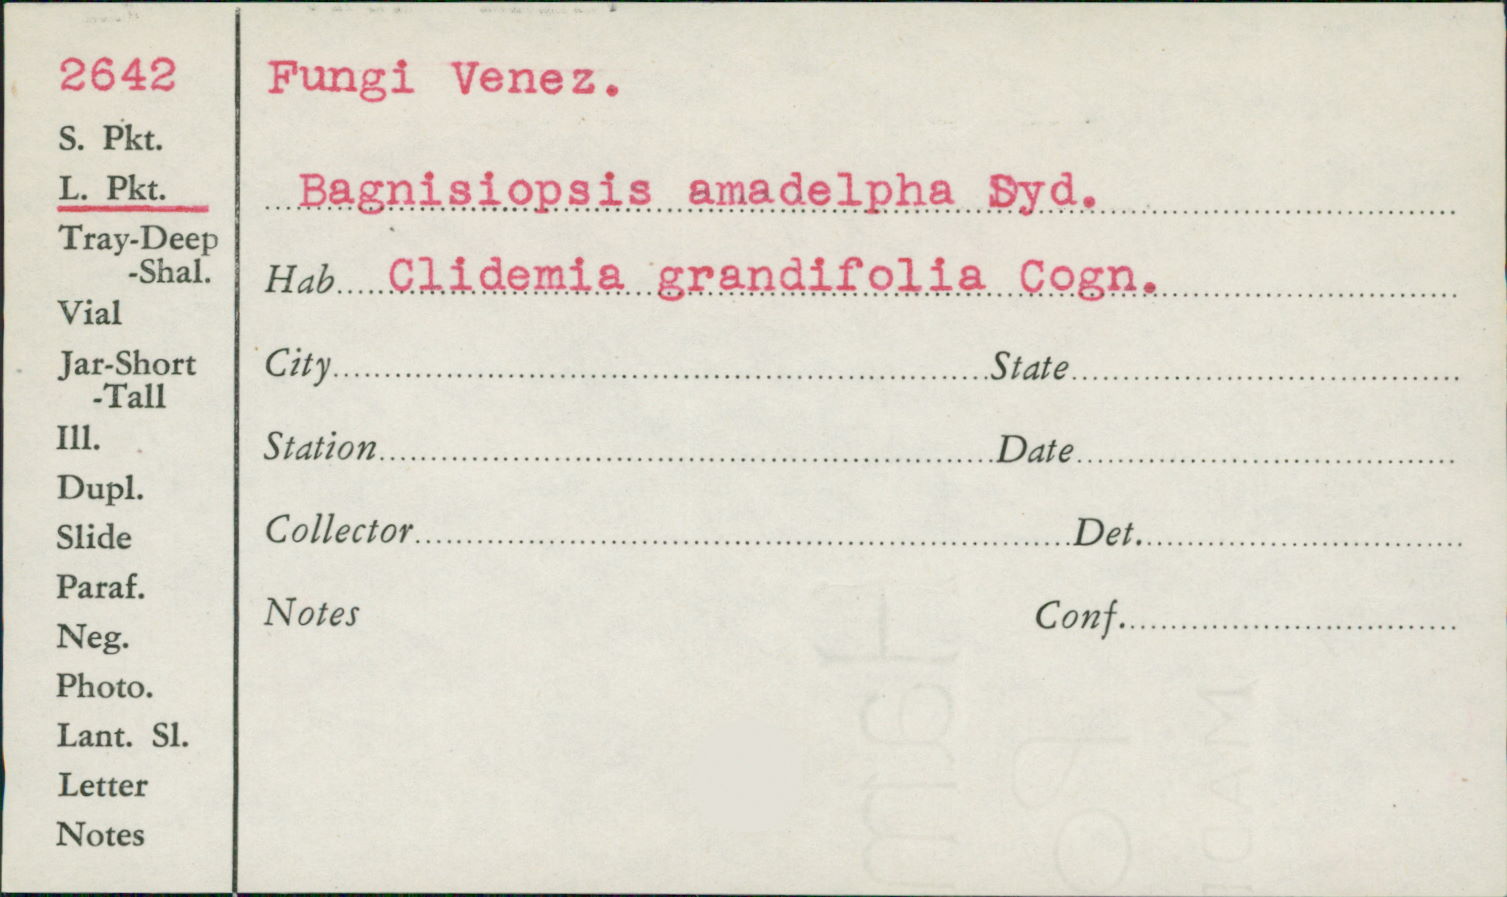 2642
S. Pkt.
L. Pkt.
Tray-Deep
-Shal.
Vial
Jar-Short
-Tall
Ill.
Dupl.
Slide
Paraf.
Neg.
Photo.
Lant. Sl.
Letter
Notes
Fungi Venez.
Bagnisiopsis amadelpha Syd.
Hab. Clidemia grandifolia Cogn.
City State
Station Date
Collector Det.
Notes Conf.